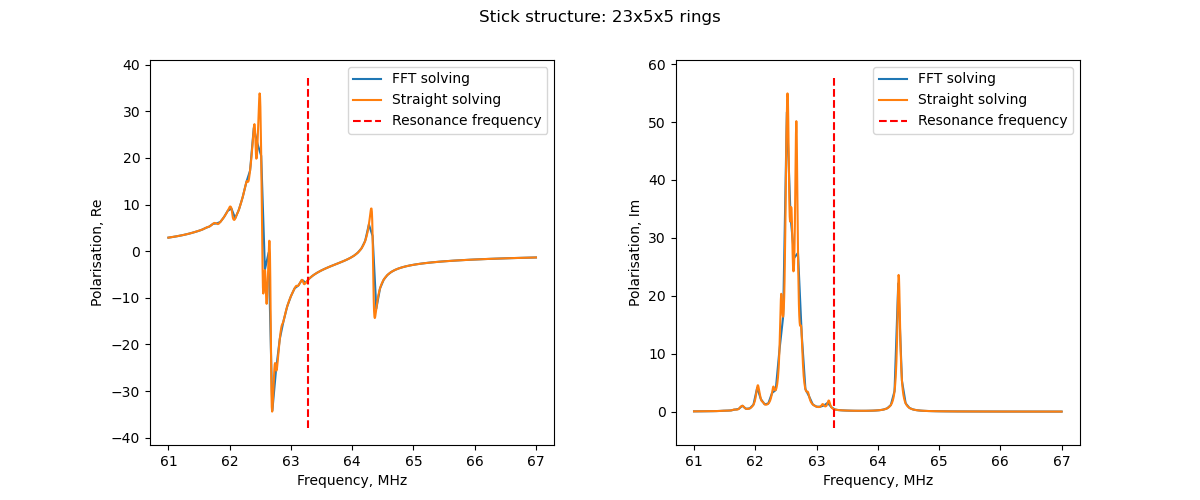 Stick structure: 23x5x5 rings
40
30
20
10
0
−10
−20
−30
−40
Polarisation, Re
61
62
63
64
65
66
67
Frequency, MHz
FFT solving
Straight solving
Resonance frequency
60
50
40
30
20
10
0
Polarisation, Im
61
62
63
64
65
66
67
Frequency, MHz
FFT solving
Straight solving
Resonance frequency